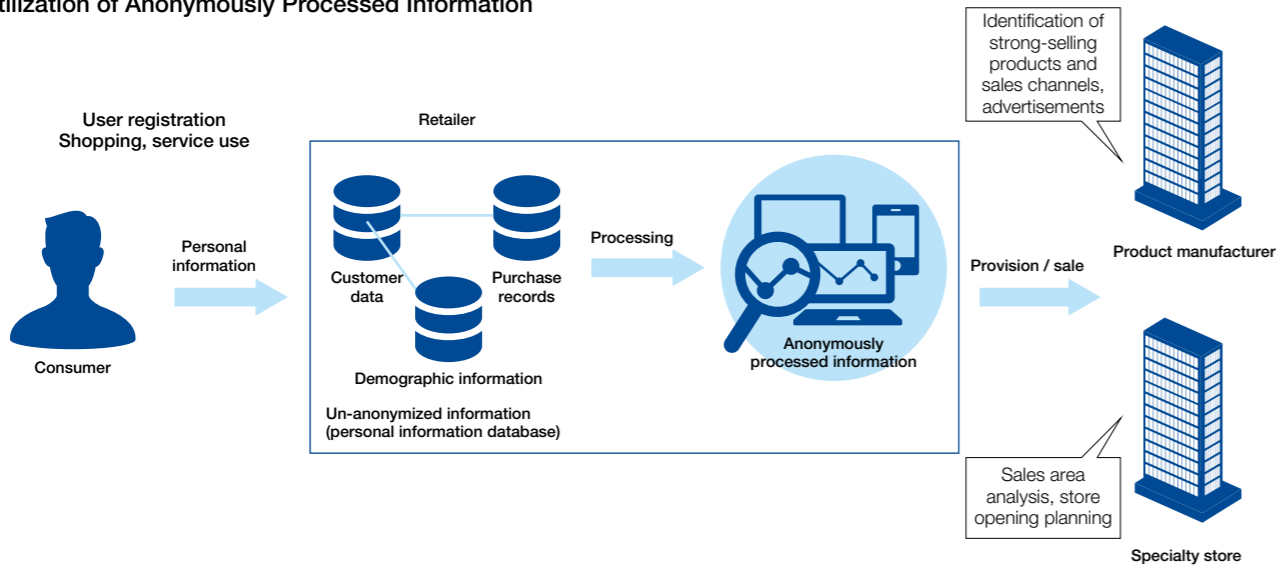 tilization of Anonymously Processed Information
Identification of
strong-selling
products and
sales channels,
advertisements
User registration
Shopping, service use
Retailer
Personal
information
Customer
data
Purchase
records
Processing
Provision / sale
Product manufacturer
Consumer
Demographic information
Anonymously
processed information
Un-anonymized information
(personal information database)
Sales area
analysis, store
opening planning
Specialty store